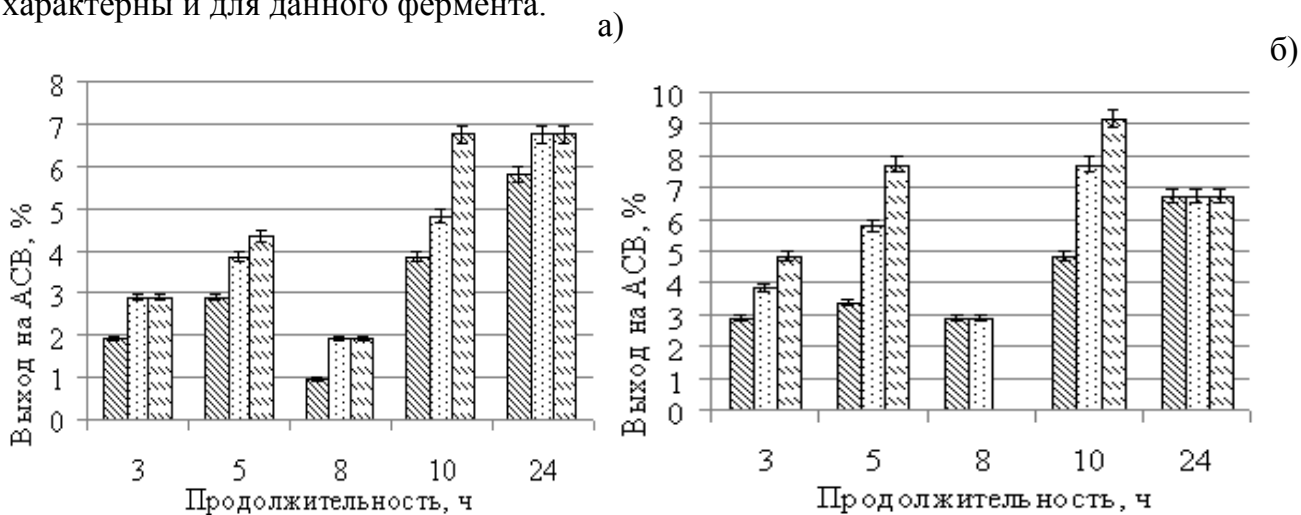 характерны и для данного фермента.
а)
б)
8
7
6
5
4
3
2
1
0
Выход на АСВ, %
3 5 8 10 24
Продолжительность, ч
10
9
8
7
6
5
4
3
2
1
0
Выход на АСВ, %
3 5 8 10 24
Продолжительность, ч